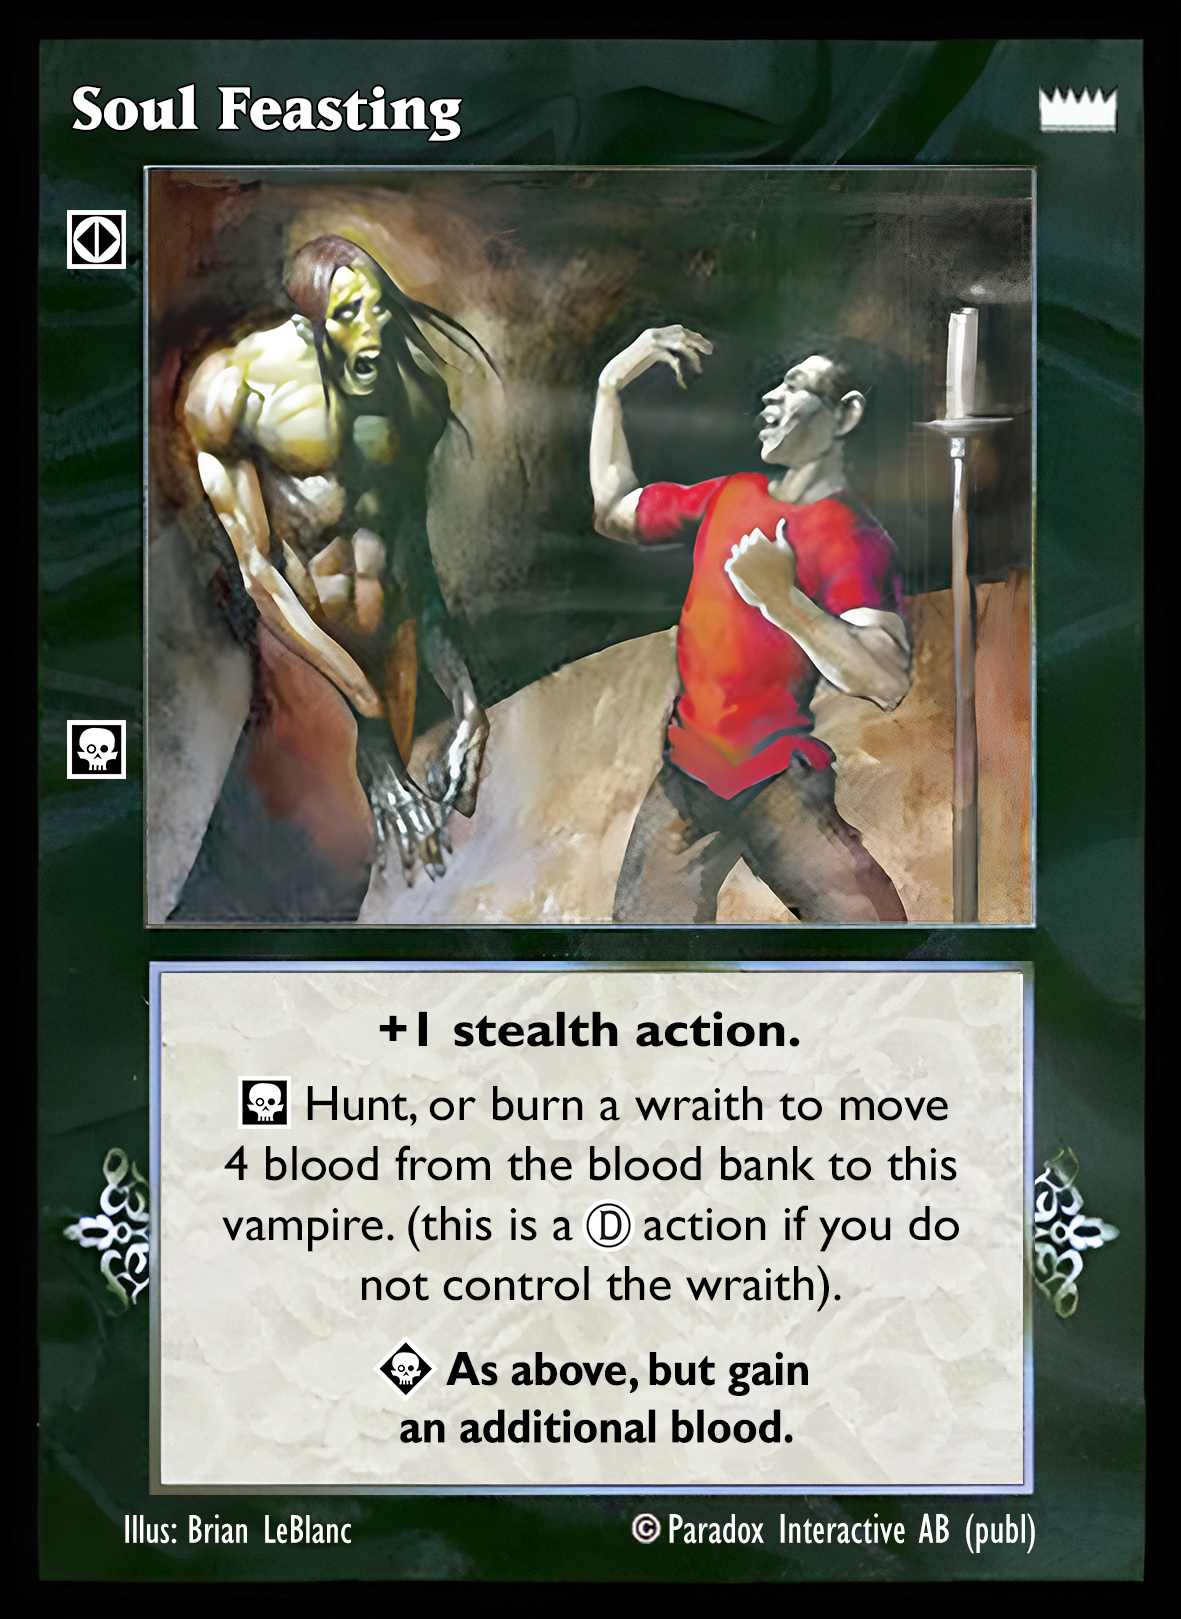 Soul Feasting
+1 stealth action.
Hunt, or burn a wraith to move
4 blood from the blood bank to this
vampire. (this is a Ⓓ action if you do
not control the wraith).
As above, but gain
an additional blood.
Illus: Brian LeBlanc
© Paradox Interactive AB (publ)